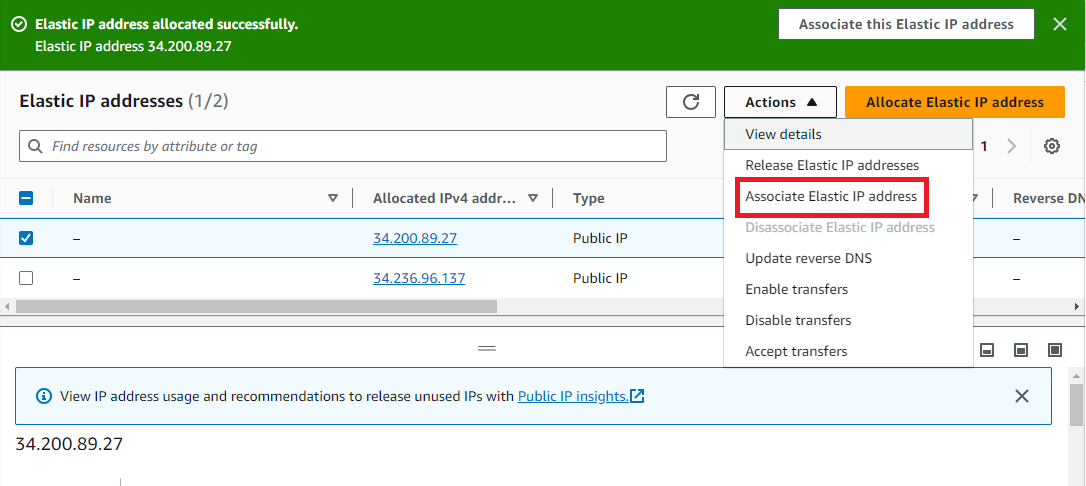 Elastic IP address allocated successfully.
Elastic IP address 34.200.89.27
Associate this Elastic IP address
Elastic IP addresses (1/2)
Actions
Allocate Elastic IP address
Find resources by attribute or tag
1
View details
Release Elastic IP addresses
Associate Elastic IP address
Disassociate Elastic IP address
Update reverse DNS
Enable transfers
Disable transfers
Accept transfers
Name
Allocated IPv4 addr...
Type
Reverse DN
–
34.200.89.27
Public IP
–
–
34.236.96.137
Public IP
–
View IP address usage and recommendations to release unused IPs with Public IP insights.
34.200.89.27